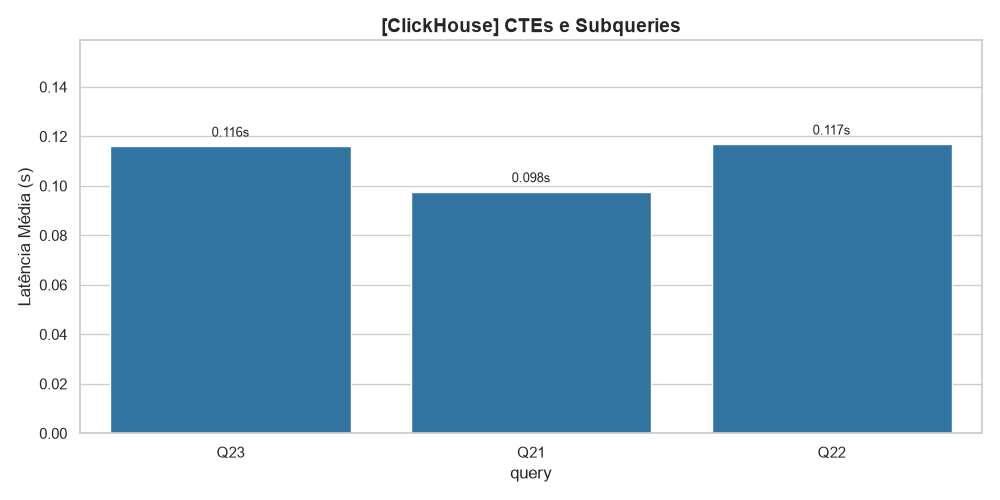 [ClickHouse] CTEs e Subqueries
Latência Média (s)
0.14
0.12
0.10
0.08
0.06
0.04
0.02
0.00
0.116s
0.098s
0.117s
Q23
Q21
Q22
query